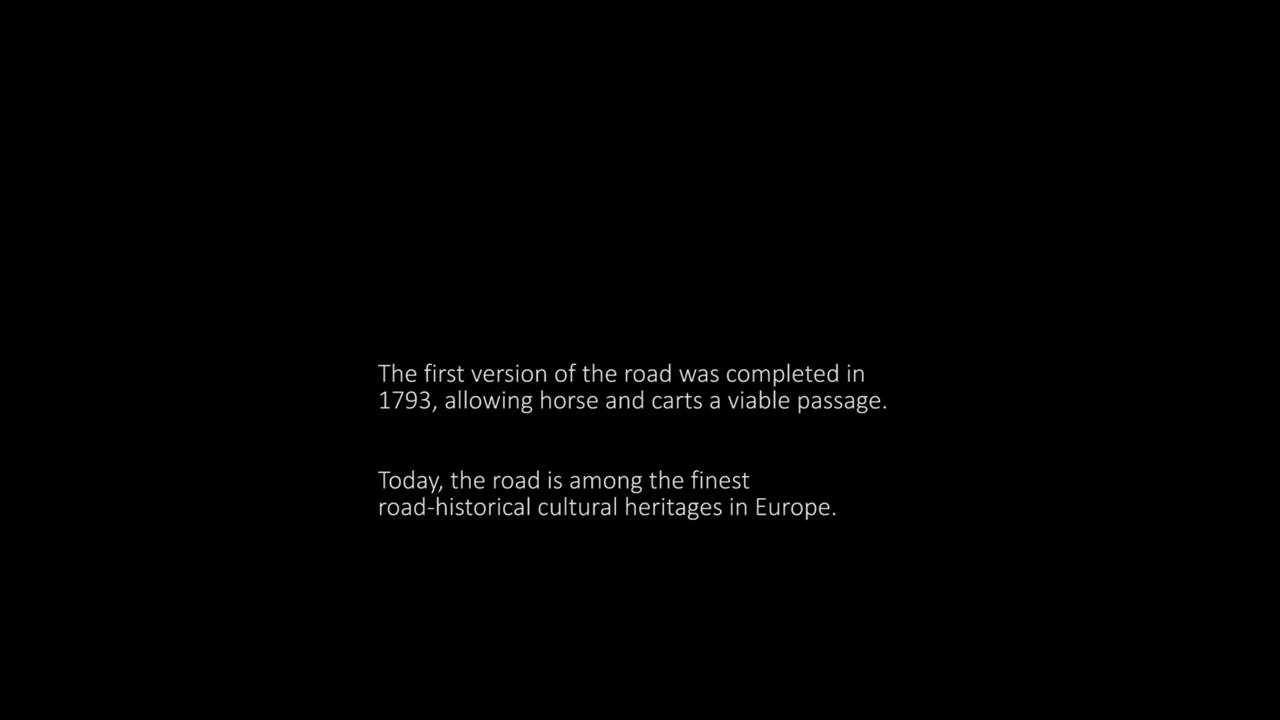 The first version of the road was completed in
1793, allowing horse and carts a viable passage.
Today, the road is among the finest
road-historical cultural heritages in Europe.